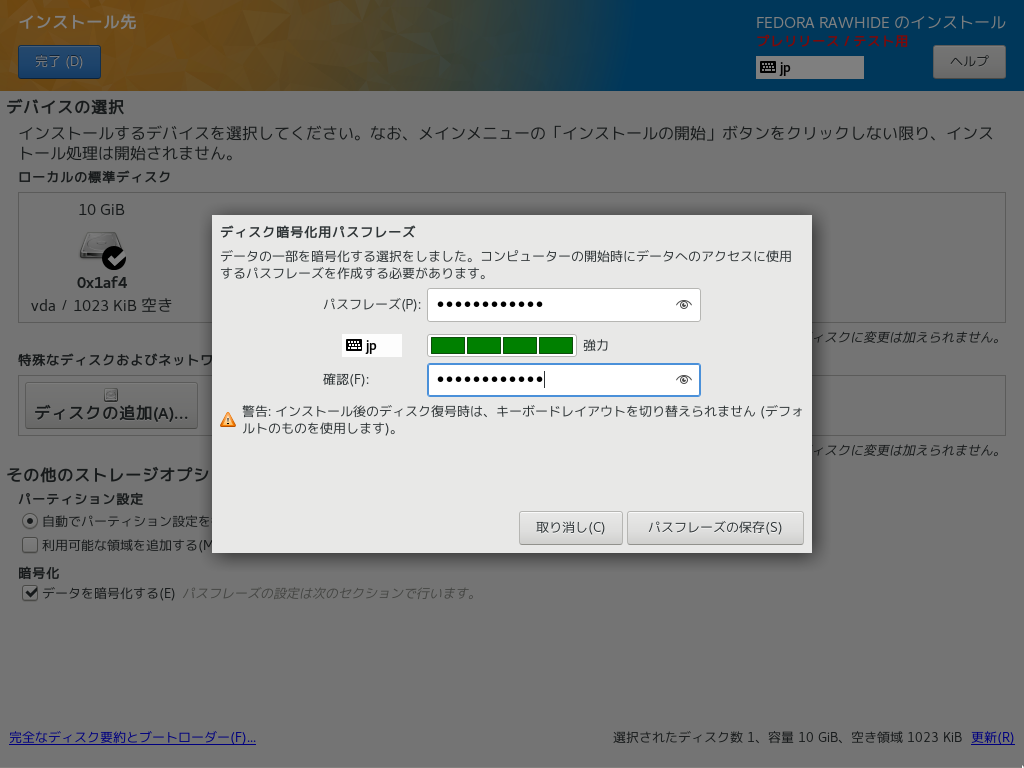 インストール先
FEDORA RAWHIDE のインストール
プレリリース / テスト用
完了 (D)
jp
ヘルプ
デバイスの選択
インストールするデバイスを選択してください。なお、メインメニューの「インストールの開始」ボタンをクリックしない限り、インス
トール処理は開始されません。
ローカルの標準ディスク
10 GiB
0x1af4
vda / 1023 KiB 空き
ィスクに変更は加えられません。
特殊なディスクおよびネットワ
ディスクの追加(A)...
ィスクに変更は加えられません。
その他のストレージオプシ
パーティション設定
自動でパーティション設定を
利用可能な領域を追加する(M
暗号化
データを暗号化する(E) パスフレーズの設定は次のセクションで行います。
ディスク暗号化用パスフレーズ
データの一部を暗号化する選択をしました。コンピューターの開始時にデータへのアクセスに使用
するパスフレーズを作成する必要があります。
パスフレーズ(P): ●●●●●●●●●●●●
jp 強力
確認(F): ●●●●●●●●●●●●
警告: インストール後のディスク復号時は、キーボードレイアウトを切り替えられません (デフォ
ルトのものを使用します)。
取り消し(C) パスフレーズの保存(S)
完全なディスク要約とブートローダー(F)... 選択されたディスク数 1、容量 10 GiB、空き領域 1023 KiB 更新(R)